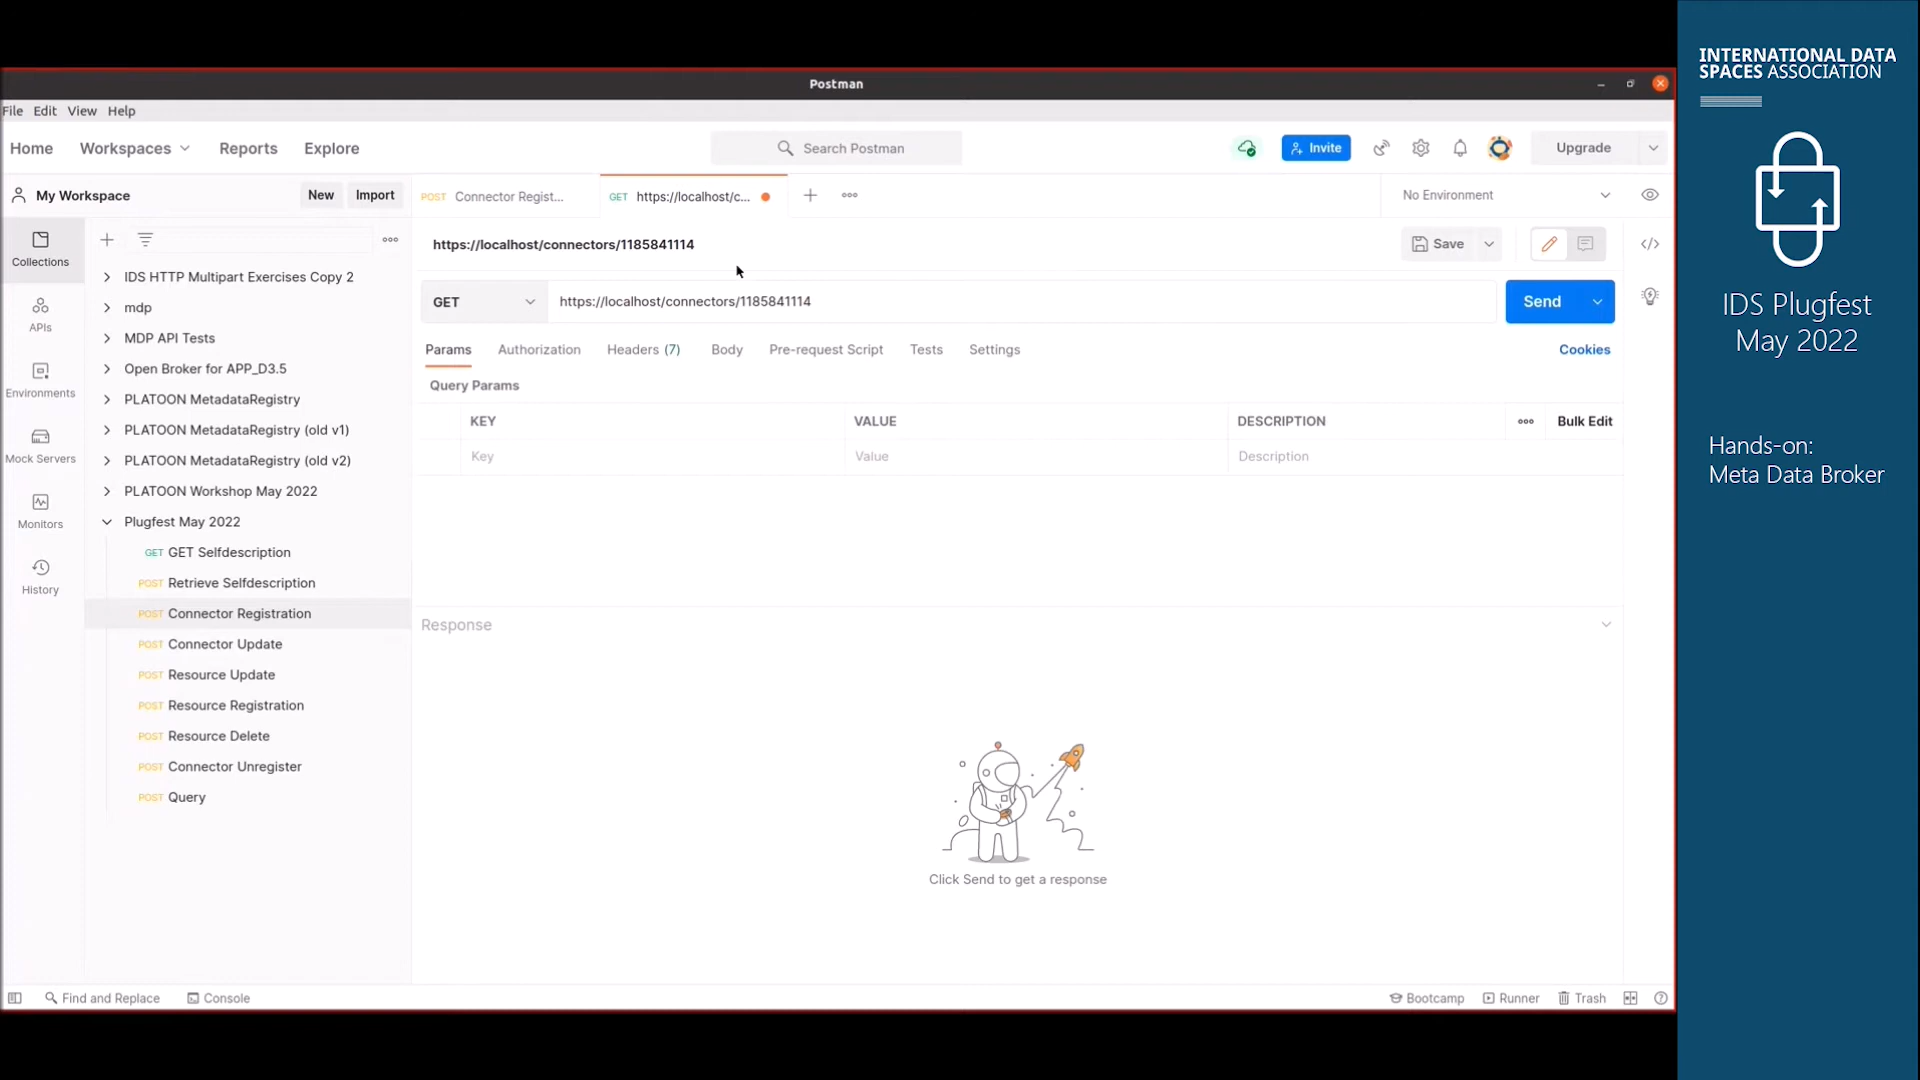 Postman
File Edit View Help
Home Workspaces Reports Explore
Search Postman
Invite
Upgrade
My Workspace
New Import
POST Connector Regist...
GET https://localhost/c...
No Environment
Collections
APIs
Environments
Mock Servers
Monitors
History
IDS HTTP Multipart Exercises Copy 2
mdp
MDP API Tests
Open Broker for APP_D3.5
PLATOON MetadataRegistry
PLATOON MetadataRegistry (old v1)
PLATOON MetadataRegistry (old v2)
PLATOON Workshop May 2022
Plugfest May 2022
GET GET Selfdescription
POST Retrieve Selfdescription
POST Connector Registration
POST Connector Update
POST Resource Update
POST Resource Registration
POST Resource Delete
POST Connector Unregister
POST Query
https://localhost/connectors/1185841114
Save
GET https://localhost/connectors/1185841114
Send
Params Authorization Headers (7) Body Pre-request Script Tests Settings
Cookies
Query Params
KEY VALUE DESCRIPTION
Bulk Edit
Key Value Description
Response
Click Send to get a response
Find and Replace Console
Bootcamp Runner Trash
INTERNATIONAL DATA
SPACES ASSOCIATION
IDS Plugfest
May 2022
Hands-on:
Meta Data Broker